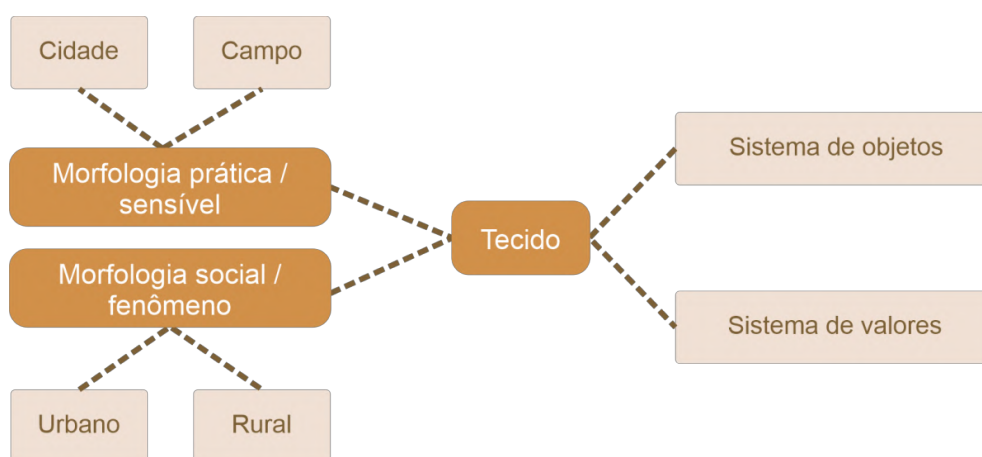 Cidade
Campo
Morfologia prática /
sensível
Morfologia social /
fenômeno
Urbano
Rural
Tecido
Sistema de objetos
Sistema de valores